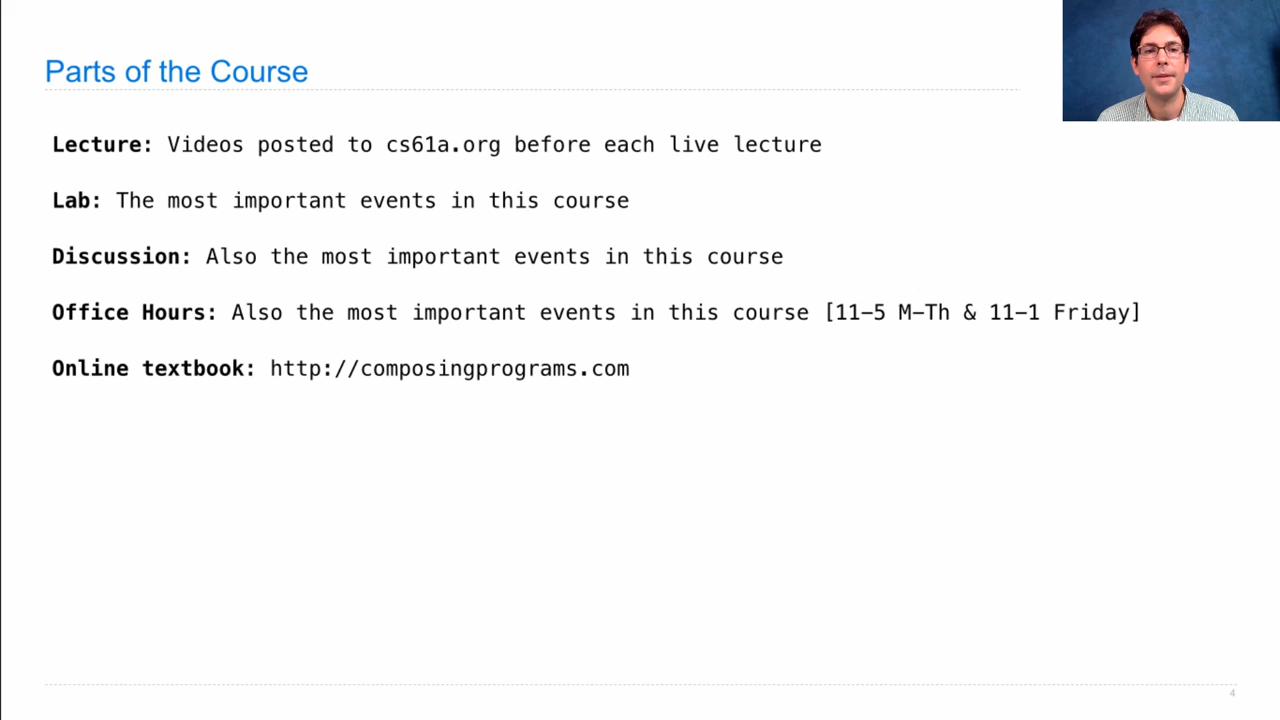 Parts of the Course
Lecture: Videos posted to cs61a.org before each live lecture
Lab: The most important events in this course
Discussion: Also the most important events in this course
Office Hours: Also the most important events in this course [11–5 M–Th & 11–1 Friday]
Online textbook: http://composingprograms.com
4